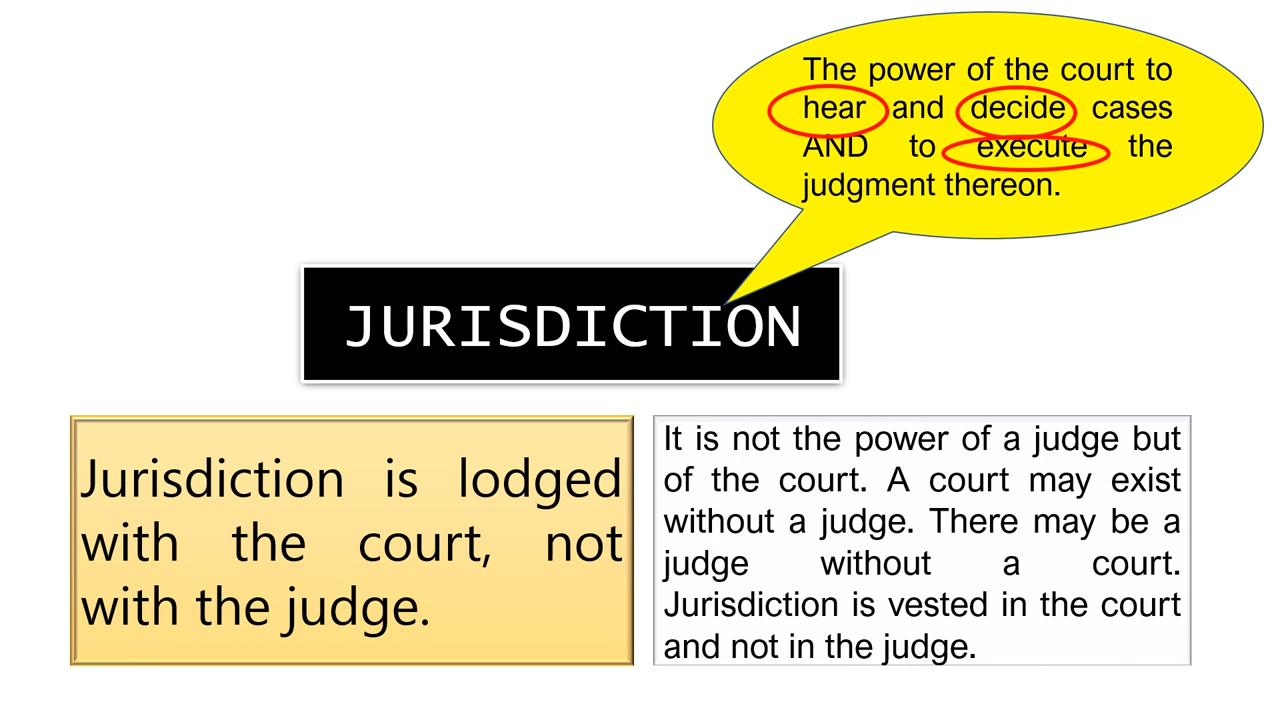 The power of the court to
hear and decide cases
AND to execute the
judgment thereon.
JURISDICTION
Jurisdiction is lodged
with the court, not
with the judge.
It is not the power of a judge but
of the court. A court may exist
without a judge. There may be a
judge without a court.
Jurisdiction is vested in the court
and not in the judge.